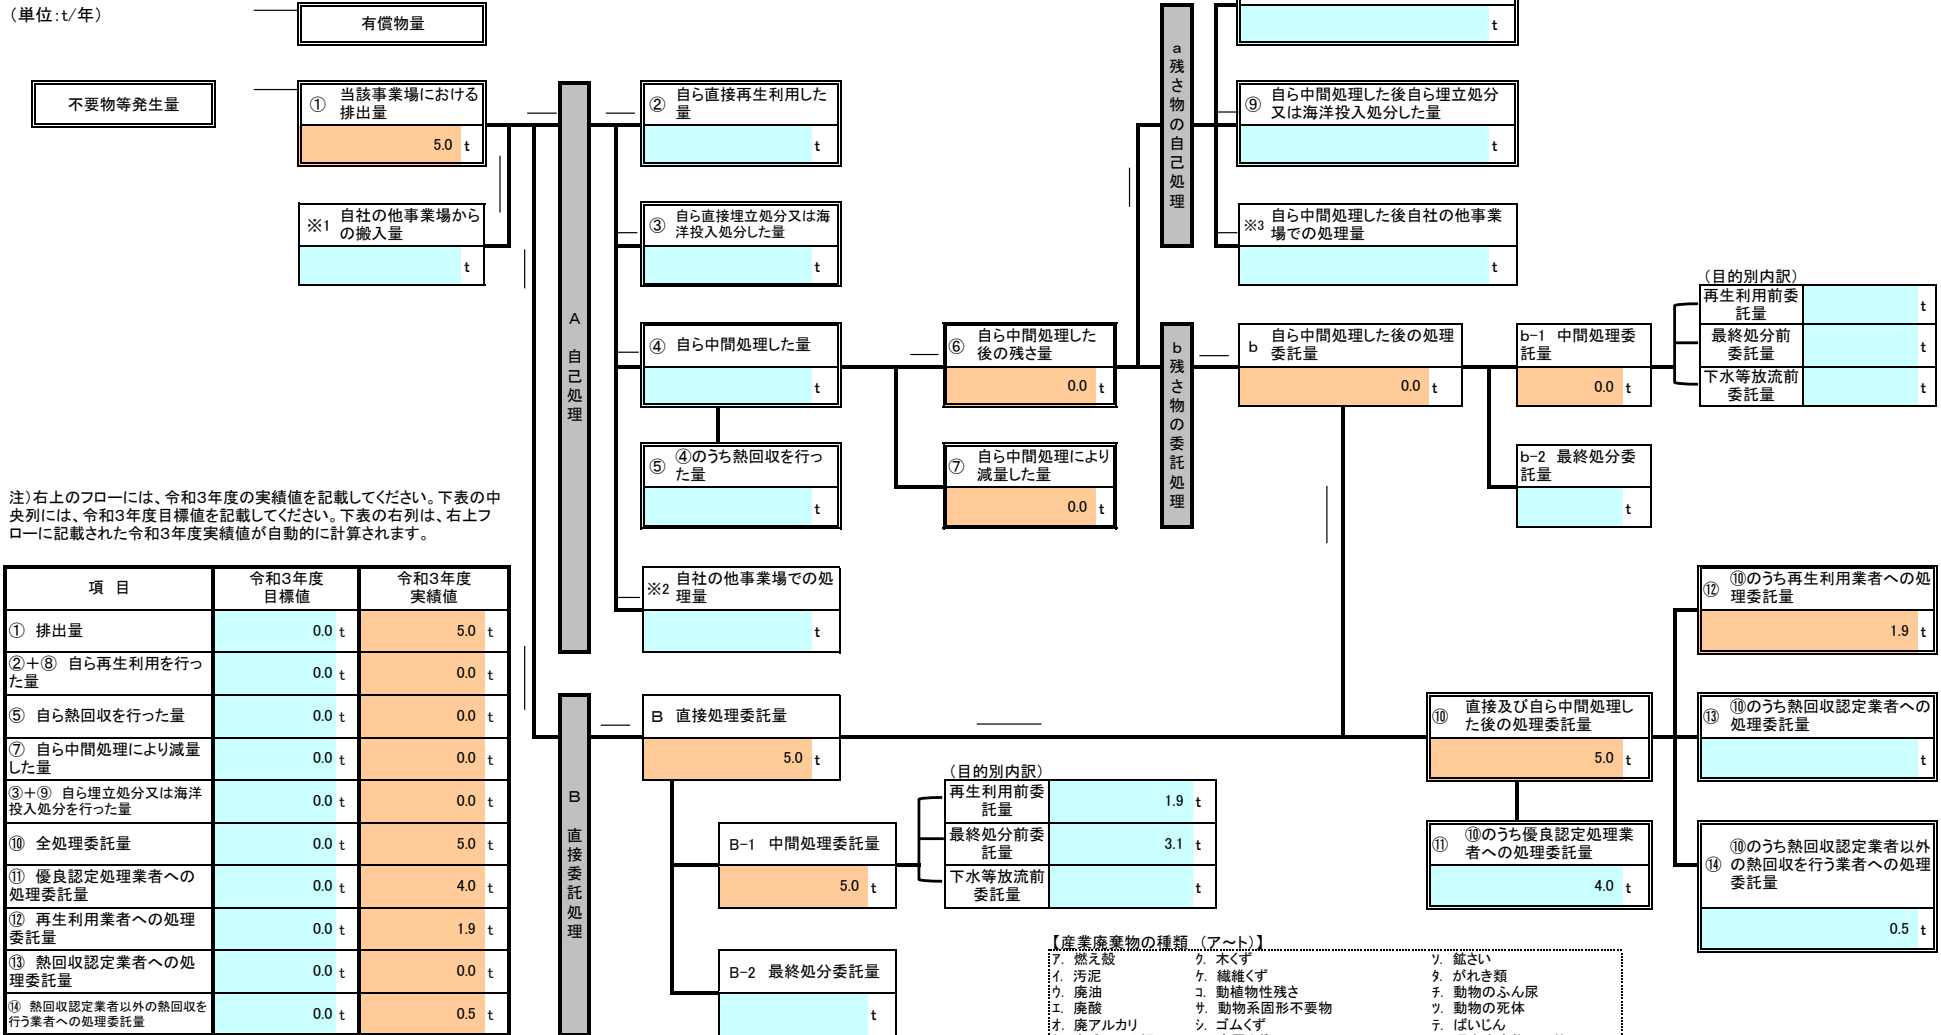 (単位:t/年)
有償物量
t
不要物等発生量
① 当該事業場における
排出量
5.0 t
※1 自社の他事業場から
の搬入量
t
A 自己処理
② 自ら直接再生利用した
量
t
③ 自ら直接埋立処分又は海
洋投入処分した量
t
④ 自ら中間処理した量
t
⑤ ④のうち熱回収を行っ
た量
t
※2 自社の他事業場での処
理量
t
⑥ 自ら中間処理した
後の残さ量
0.0 t
⑦ 自ら中間処理により
減量した量
0.0 t
a 残さ物の自己処理
⑨ 自ら中間処理した後自ら埋立処分
又は海洋投入処分した量
t
※3 自ら中間処理した後自社の他事業
場での処理量
t
b 残さ物の委託処理
b 自ら中間処理した後の処理
委託量
0.0 t
b-1 中間処理委
託量
0.0 t
b-2 最終処分委
託量
t
(目的別内訳)
再生利用前委
託量
t
最終処分前
委託量
t
下水等放流前
委託量
t
注)右上のフローには、令和3年度の実績値を記載してください。下表の中
央列には、令和3年度目標値を記載してください。下表の右列は、右上フ
ローに記載された令和3年度実績値が自動的に計算されます。
項 目
令和3年度
目標値
令和3年度
実績値
① 排出量 0.0 t 5.0 t
②+⑧ 自ら再生利用を行っ
た量 0.0 t 0.0 t
⑤ 自ら熱回収を行った量 0.0 t 0.0 t
⑦ 自ら中間処理により減量
した量 0.0 t 0.0 t
③+⑨ 自ら埋立処分又は海洋
投入処分を行った量 0.0 t 0.0 t
⑩ 全処理委託量 0.0 t 5.0 t
⑪ 優良認定処理業者への
処理委託量 0.0 t 4.0 t
⑫ 再生利用業者への処理
委託量 0.0 t 1.9 t
⑬ 熱回収認定業者への処
理委託量 0.0 t 0.0 t
⑭ 熱回収認定業者以外の熱回収を
行う業者への処理委託量 0.0 t 0.5 t
B 直接委託処理
B 直接処理委託量
5.0 t
B-1 中間処理委託量
5.0 t
B-2 最終処分委託量
t
(目的別内訳)
再生利用前委
託量
1.9 t
最終処分前委
託量
3.1 t
下水等放流前
委託量
t
⑩ 直接及び自ら中間処理し
た後の処理委託量
5.0 t
⑪ ⑩のうち優良認定処理業
者への処理委託量
4.0 t
⑫ ⑩のうち再生利用業者への処
理委託量
1.9 t
⑬ ⑩のうち熱回収認定業者への
処理委託量
t
⑭ ⑩のうち熱回収認定業者以外
の熱回収を行う業者への処理
委託量
0.5 t
【産業廃棄物の種類 (ア~ト)】
ア. 燃え殻 ク. 木くず ソ. 鉱さい
イ. 汚泥 ケ. 繊維くず タ. がれき類
ウ. 廃油 コ. 動植物性残さ チ. 動物のふん尿
エ. 廃酸 サ. 動物系固形不要物 ツ. 動物の死体
オ. 廃アルカリ シ. ゴムくず テ. ばいじん